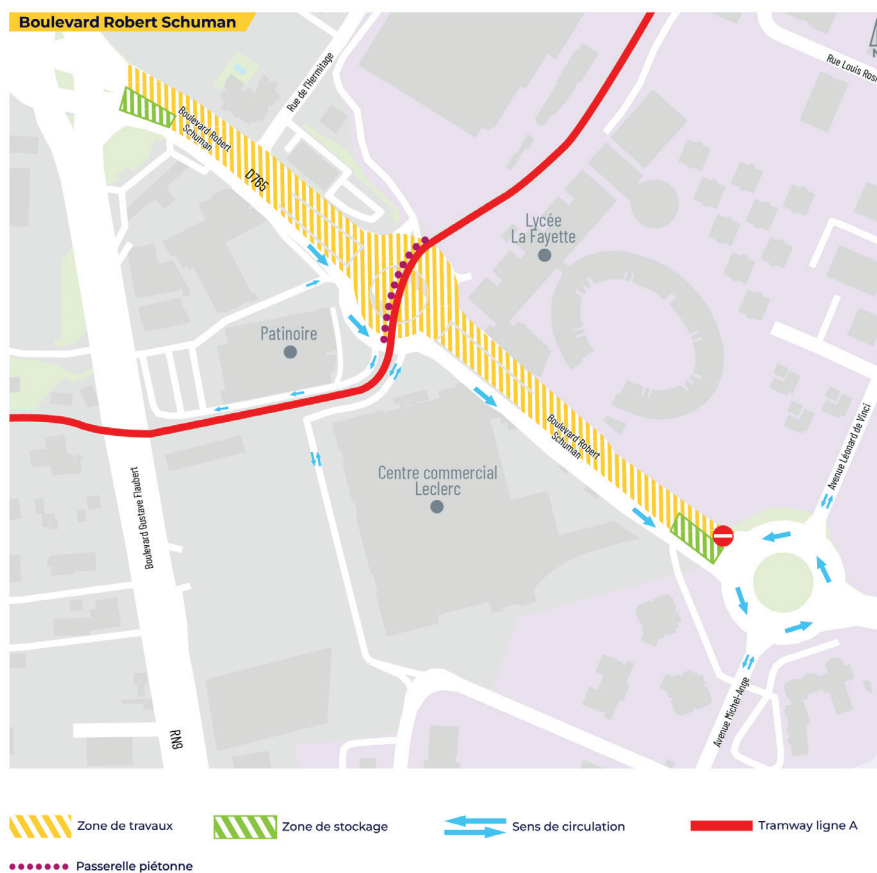 Boulevard Robert Schuman
N
Rue Louis Rose
Rue de l'Hermitage
Boulevard Robert
Schuman
D765
Lycée
La Fayette
Patinoire
Boulevard Robert
Schuman
Avenue Léonard de Vinci
Centre commercial
Leclerc
Boulevard Gustave Flaubert
Avenue Michel-Ange
RN9
Zone de travaux
Zone de stockage
Sens de circulation
Tramway ligne A
Passerelle piétonne